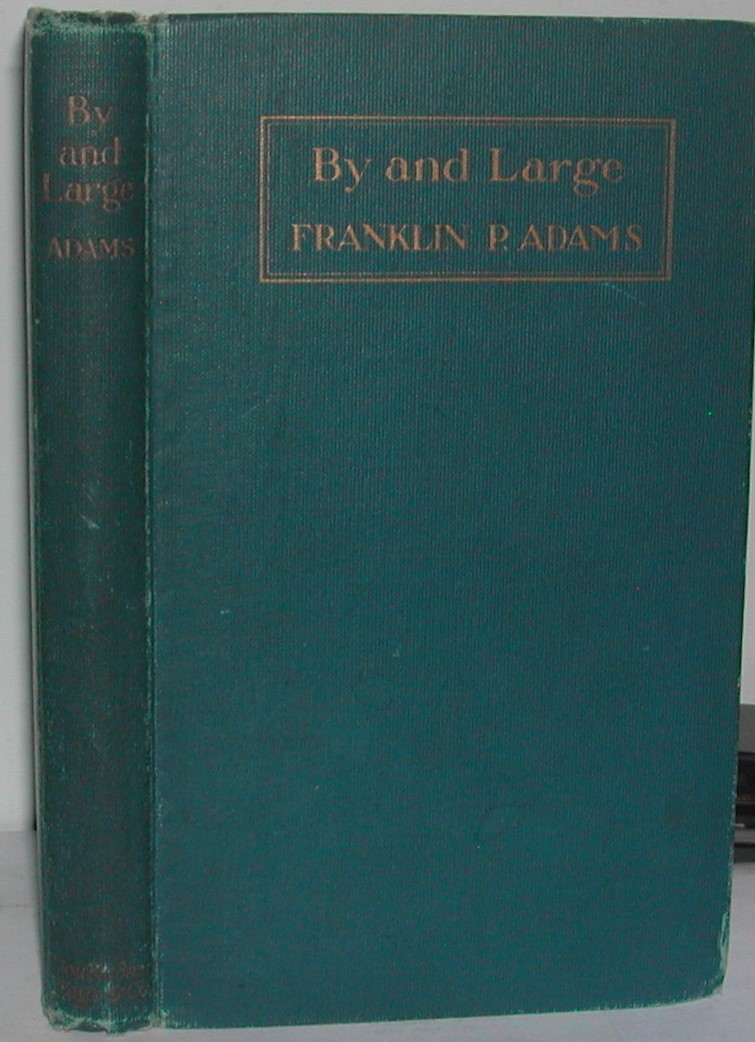 By
and
Large
ADAMS
By and Large
FRANKLIN P. ADAMS